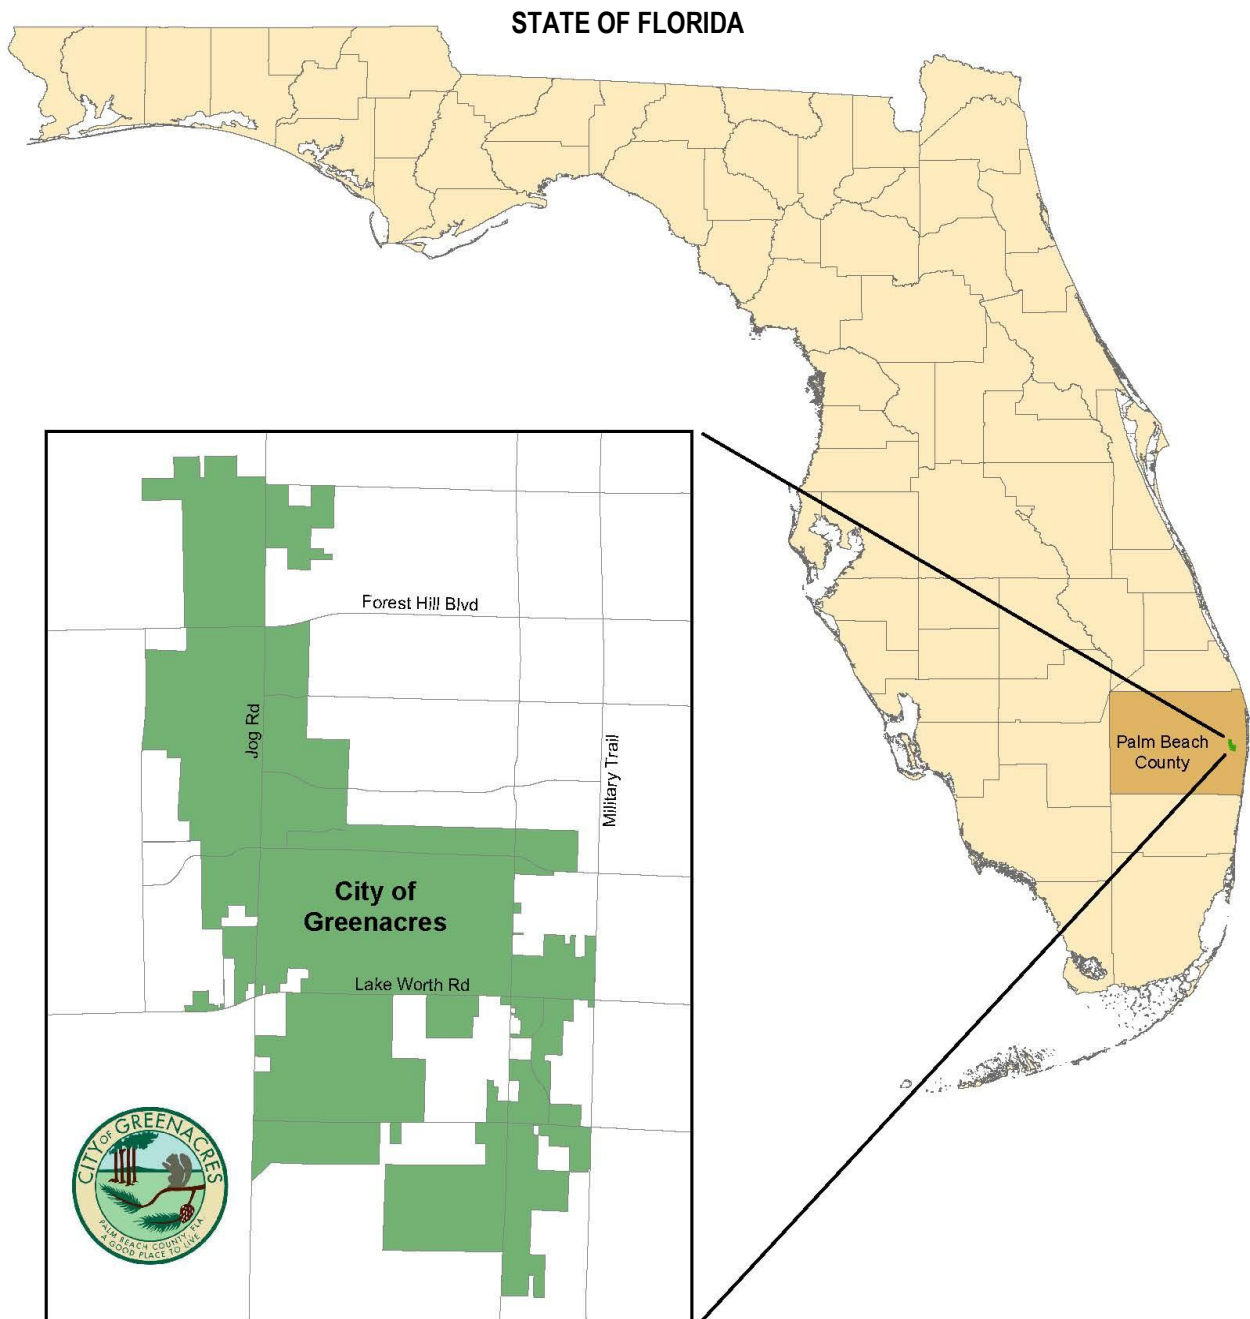 STATE OF FLORIDA
Forest Hill Blvd
Jog Rd
Military Trail
Palm Beach
County
City of
Greenacres
Lake Worth Rd
CITY OF GREENACRES
PALM BEACH COUNTY, FLA.
A GOOD PLACE TO LIVE